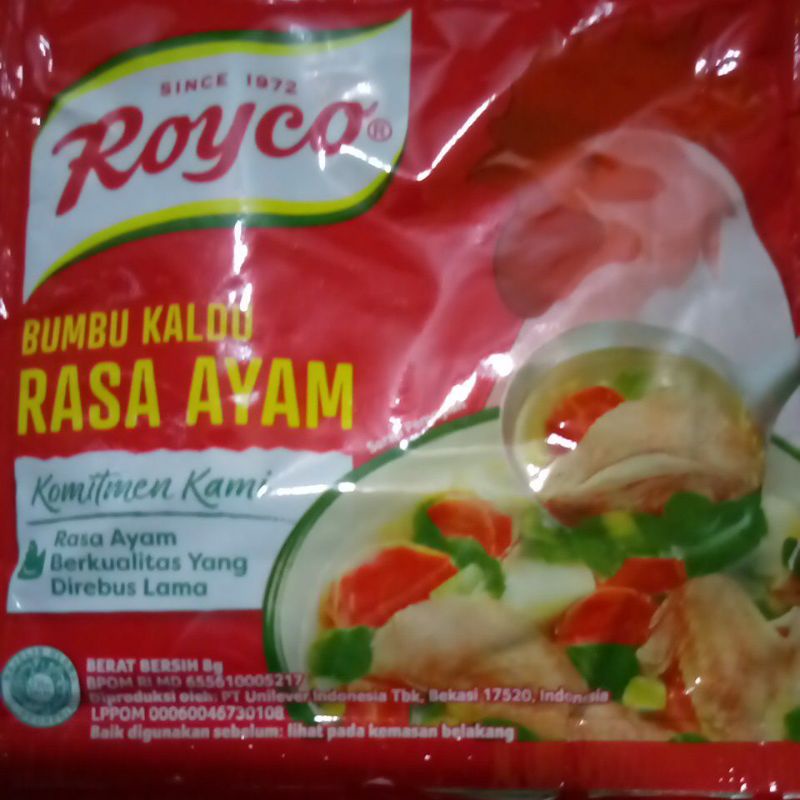 SINCE 1972
Royco®
BUMBU KALDU
RASA AYAM
Komitmen Kami
Rasa Ayam
Berkualitas Yang
Direbus Lama
BERAT BERSIH 8g
BPOM RI MD 655610005217
Diproduksi oleh: PT Unilever Indonesia Tbk, Bekasi 17520, Indonesia
LPPOM 00060046730108
Baik digunakan sebelum: lihat pada kemasan belakang